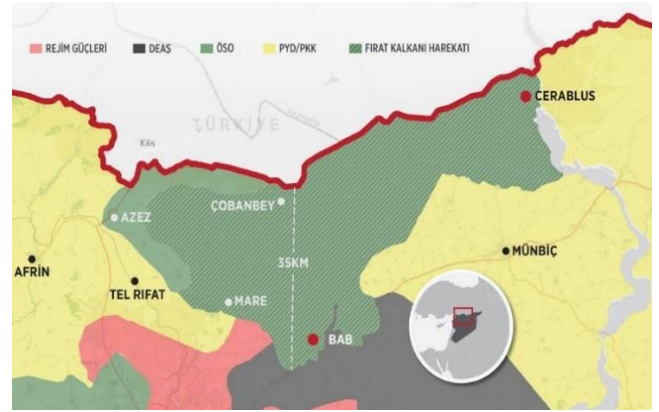 REJİM GÜÇLERİ DEAŞ ÖSO PYD/PKK FIRAT KALKANI HAREKATI
CERABLUS
TÜRKİYE
Kilis
ÇOBANBEY
AZEZ
MÜNBİÇ
35KM
AFRİN
TEL RIFAT
MARE
BAB